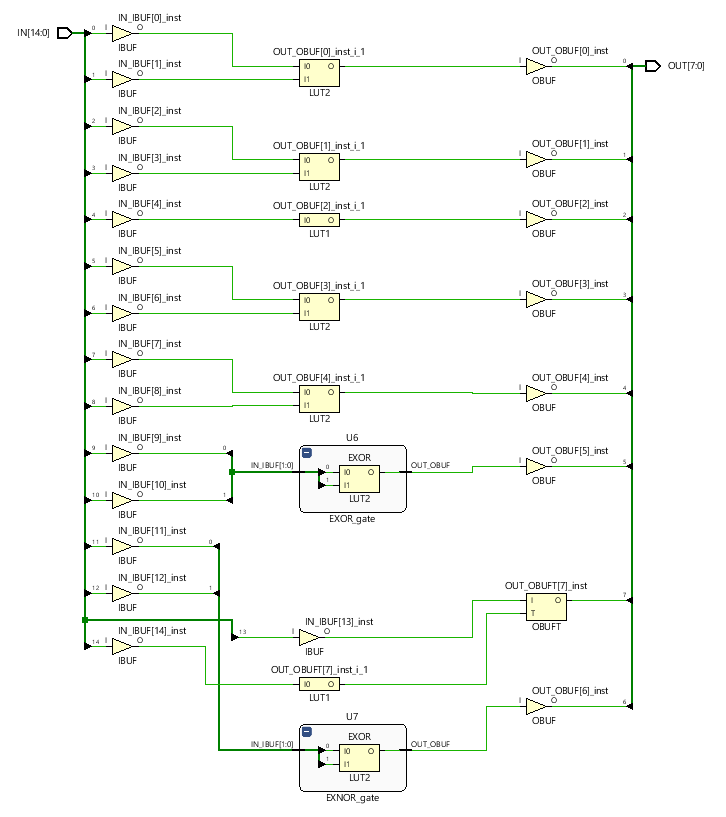 IN_IBUF[0]_inst
IN[14:0] 0 I O
IBUF
OUT_OBUF[0]_inst_i_1 OUT_OBUF[0]_inst
IN_IBUF[1]_inst
I0 O I O 0 OUT[7:0]
1 I O I1
IBUF LUT2 OBUF
IN_IBUF[2]_inst
2 I O
IBUF
OUT_OBUF[1]_inst_i_1 OUT_OBUF[1]_inst
IN_IBUF[3]_inst
I0 O I O 1
3 I O I1
IBUF LUT2 OBUF
IN_IBUF[4]_inst OUT_OBUF[2]_inst_i_1 OUT_OBUF[2]_inst
4 I O I0 O I O 2
IBUF LUT1 OBUF
IN_IBUF[5]_inst
5 I O
IBUF
OUT_OBUF[3]_inst_i_1 OUT_OBUF[3]_inst
IN_IBUF[6]_inst
I0 O I O 3
6 I O I1
IBUF LUT2 OBUF
IN_IBUF[7]_inst
7 I O
IBUF
OUT_OBUF[4]_inst_i_1 OUT_OBUF[4]_inst
IN_IBUF[8]_inst
I0 O I O 4
8 I O I1
IBUF LUT2 OBUF
IN_IBUF[9]_inst U6
9 I O 0 EXOR OUT_OBUF[5]_inst
IBUF IN_IBUF[1:0] 0 I0 O OUT_OBUF I O 5
IN_IBUF[10]_inst 1 I1
10 I O 1 LUT2 OBUF
IBUF EXOR_gate
IN_IBUF[11]_inst
11 I O 0
IBUF
IN_IBUF[12]_inst OUT_OBUFT[7]_inst
12 I O 1 I O 7
IBUF T
IN_IBUF[13]_inst OBUFT
IN_IBUF[14]_inst 13 I O
14 I O IBUF
IBUF OUT_OBUFT[7]_inst_i_1
I0 O
LUT1 OUT_OBUF[6]_inst
I O 6
U7 OBUF
EXOR
IN_IBUF[1:0] 0 I0 O OUT_OBUF
1 I1
LUT2
EXNOR_gate